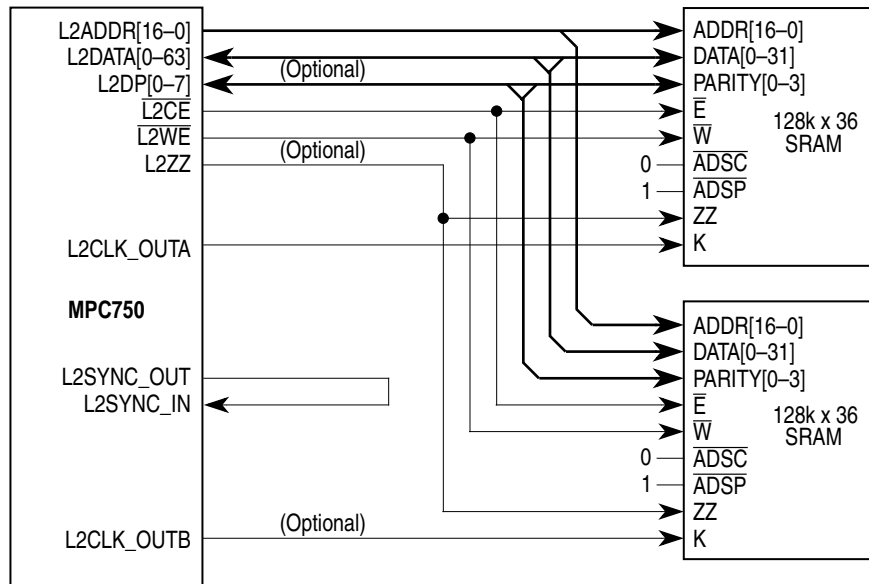 L2ADDR[16–0]
L2DATA[0–63]
L2DP[0–7]
L2CE
L2WE
L2ZZ
L2CLK_OUTA
MPC750
L2SYNC_OUT
L2SYNC_IN
L2CLK_OUTB
(Optional)
(Optional)
(Optional)
ADDR[16–0]
DATA[0–31]
PARITY[0–3]
E
W
0 ADSC
1 ADSP
ZZ
K
128k x 36
SRAM
ADDR[16–0]
DATA[0–31]
PARITY[0–3]
E
W
0 ADSC
1 ADSP
ZZ
K
128k x 36
SRAM